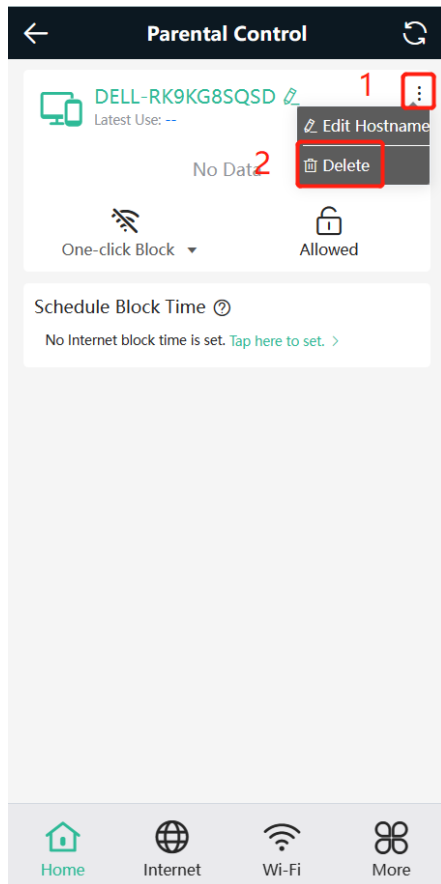 Parental Control
DELL-RK9KG8SQSD
1
Latest Use: --
Edit Hostname
No Data
2
Delete
One-click Block
Allowed
Schedule Block Time
No Internet block time is set. Tap here to set. >
Home
Internet
Wi-Fi
More